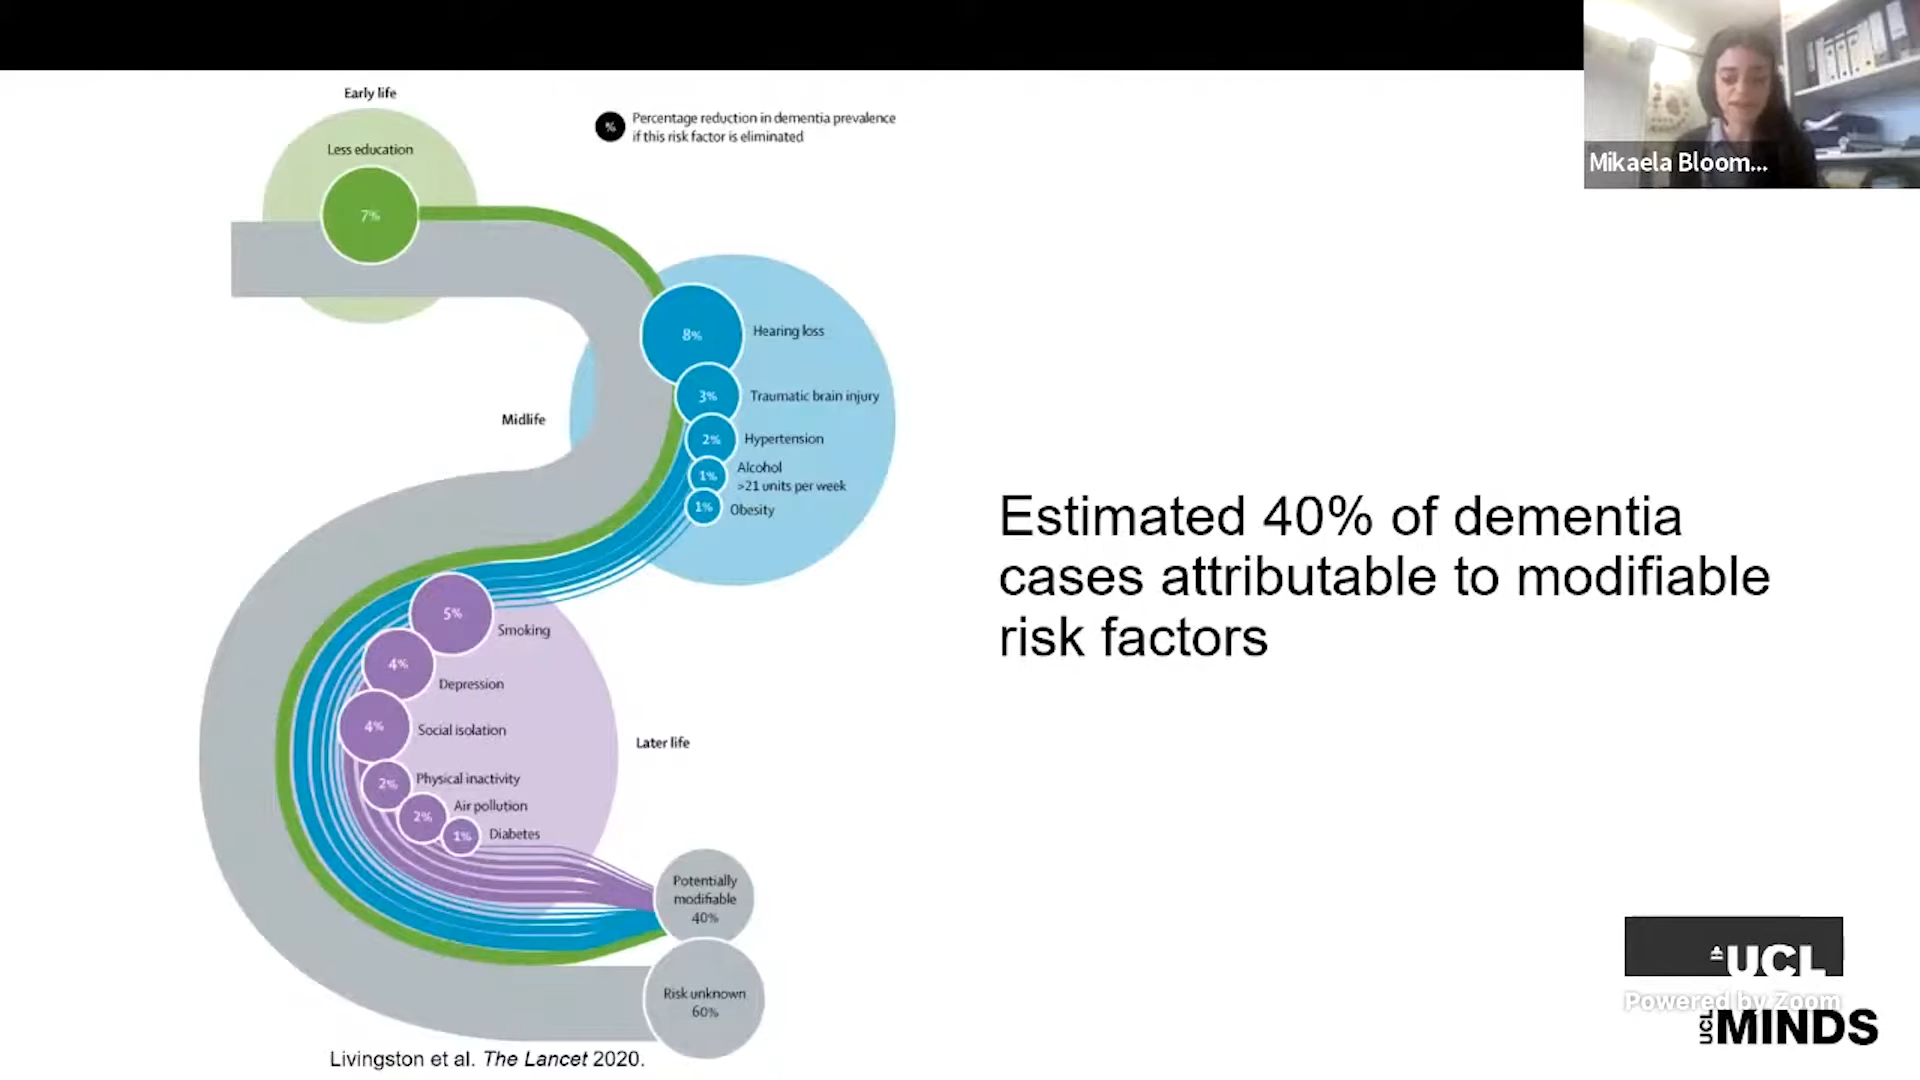 Mikaela Bloom...
Early life
%
Percentage reduction in dementia prevalence
if this risk factor is eliminated
Less education
7%
8%
Hearing loss
3%
Traumatic brain injury
Midlife
2%
Hypertension
1%
Alcohol
>21 units per week
1%
Obesity
Estimated 40% of dementia
cases attributable to modifiable
risk factors
5%
Smoking
4%
Depression
4%
Social isolation
Later life
2%
Physical inactivity
2%
Air pollution
1%
Diabetes
Potentially
modifiable
40%
Risk unknown
60%
Livingston et al. The Lancet 2020.
UCL
Powered by Zoom
UCL
MINDS